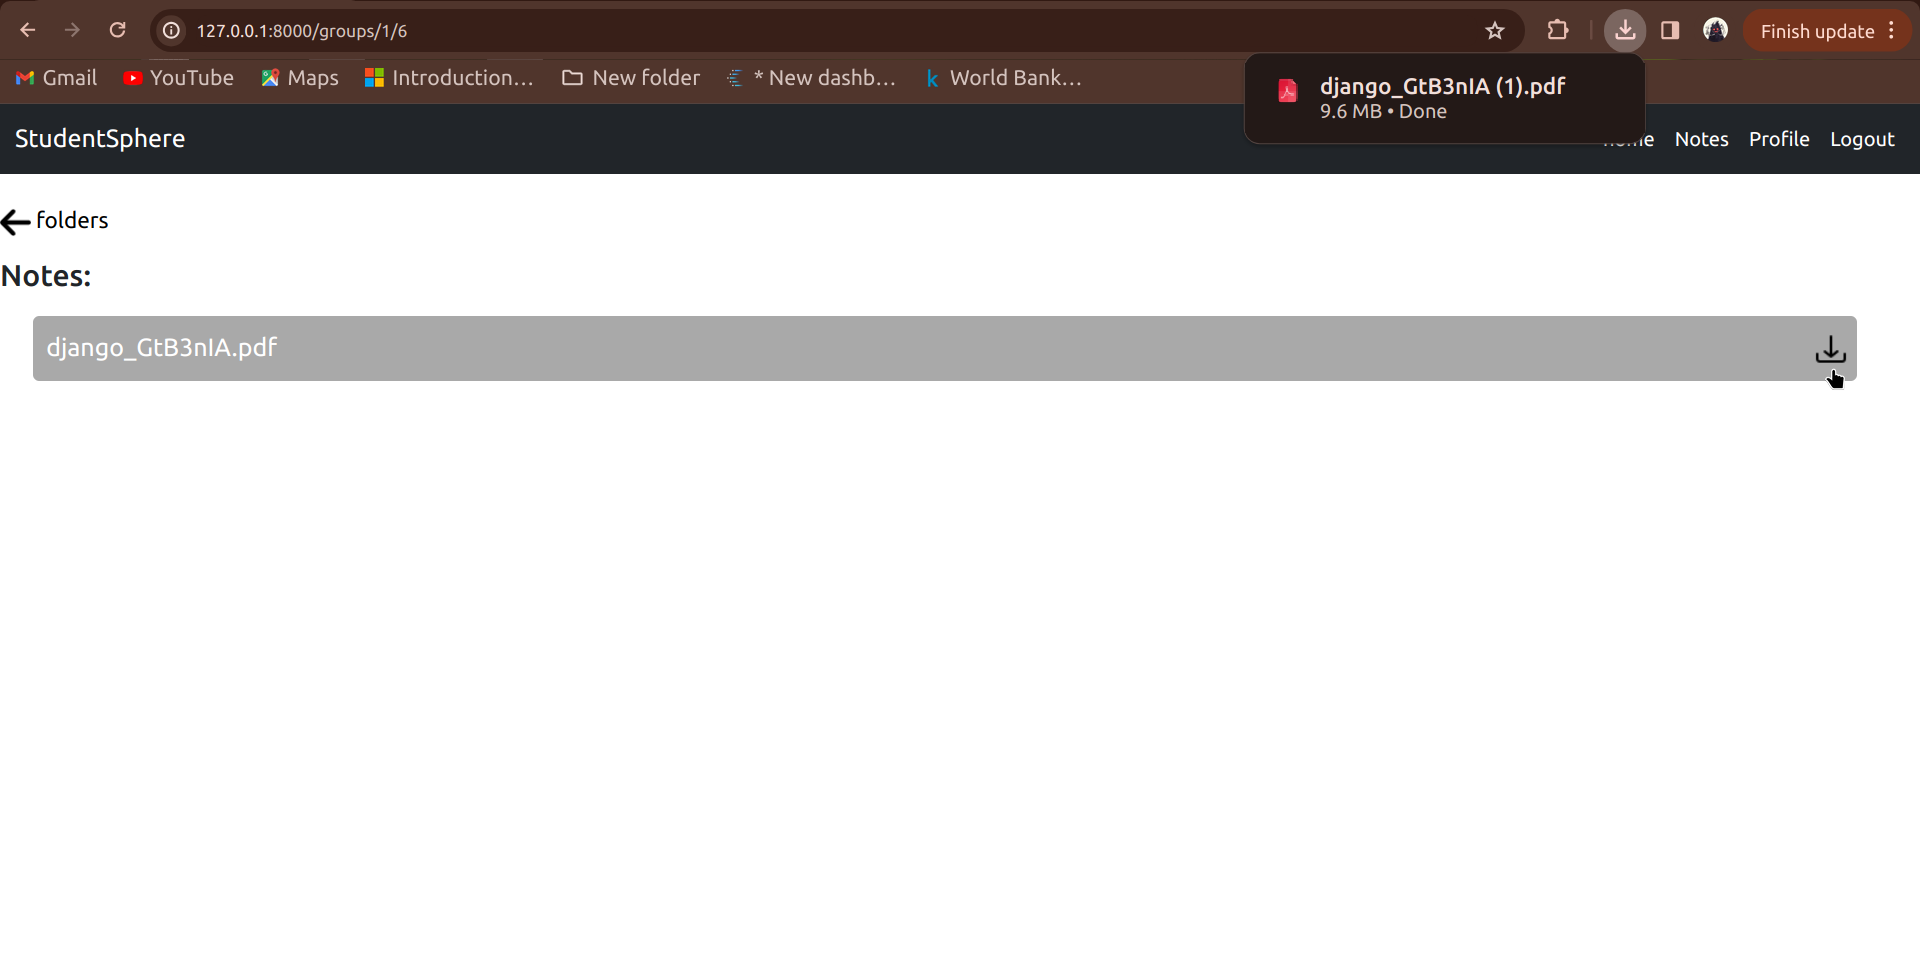 127.0.0.1:8000/groups/1/6
Finish update
Gmail
YouTube
Maps
Introduction...
New folder
* New dashb...
k World Bank...
django_GtB3nIA (1).pdf
9.6 MB • Done
StudentSphere
Notes
Profile
Logout
folders
Notes:
django_GtB3nIA.pdf